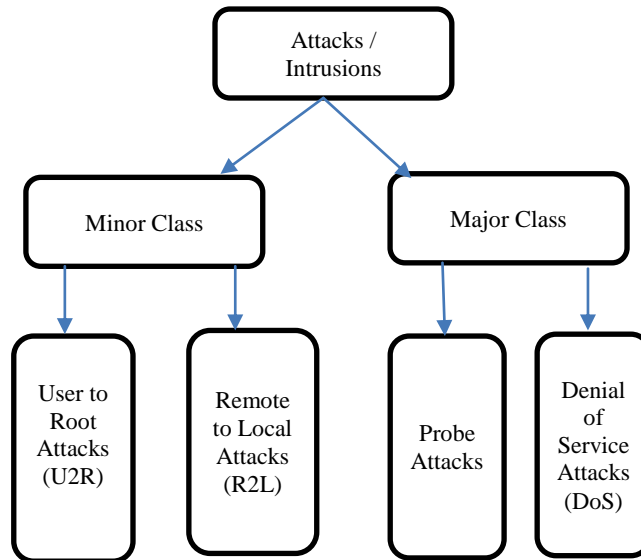 Attacks /
Intrusions
Minor Class
Major Class
User to
Root
Attacks
(U2R)
Remote
to Local
Attacks
(R2L)
Probe
Attacks
Denial
of
Service
Attacks
(DoS)